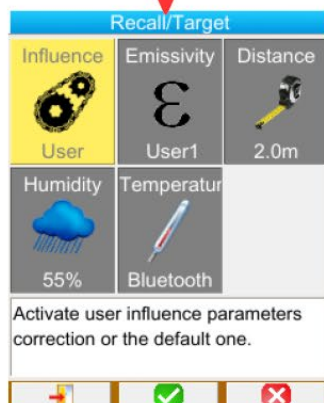 Recall/Target
Influence Emissivity Distance
User User1 2.0m
Humidity Temperatur
55% Bluetooth
Activate user influence parameters
correction or the default one.